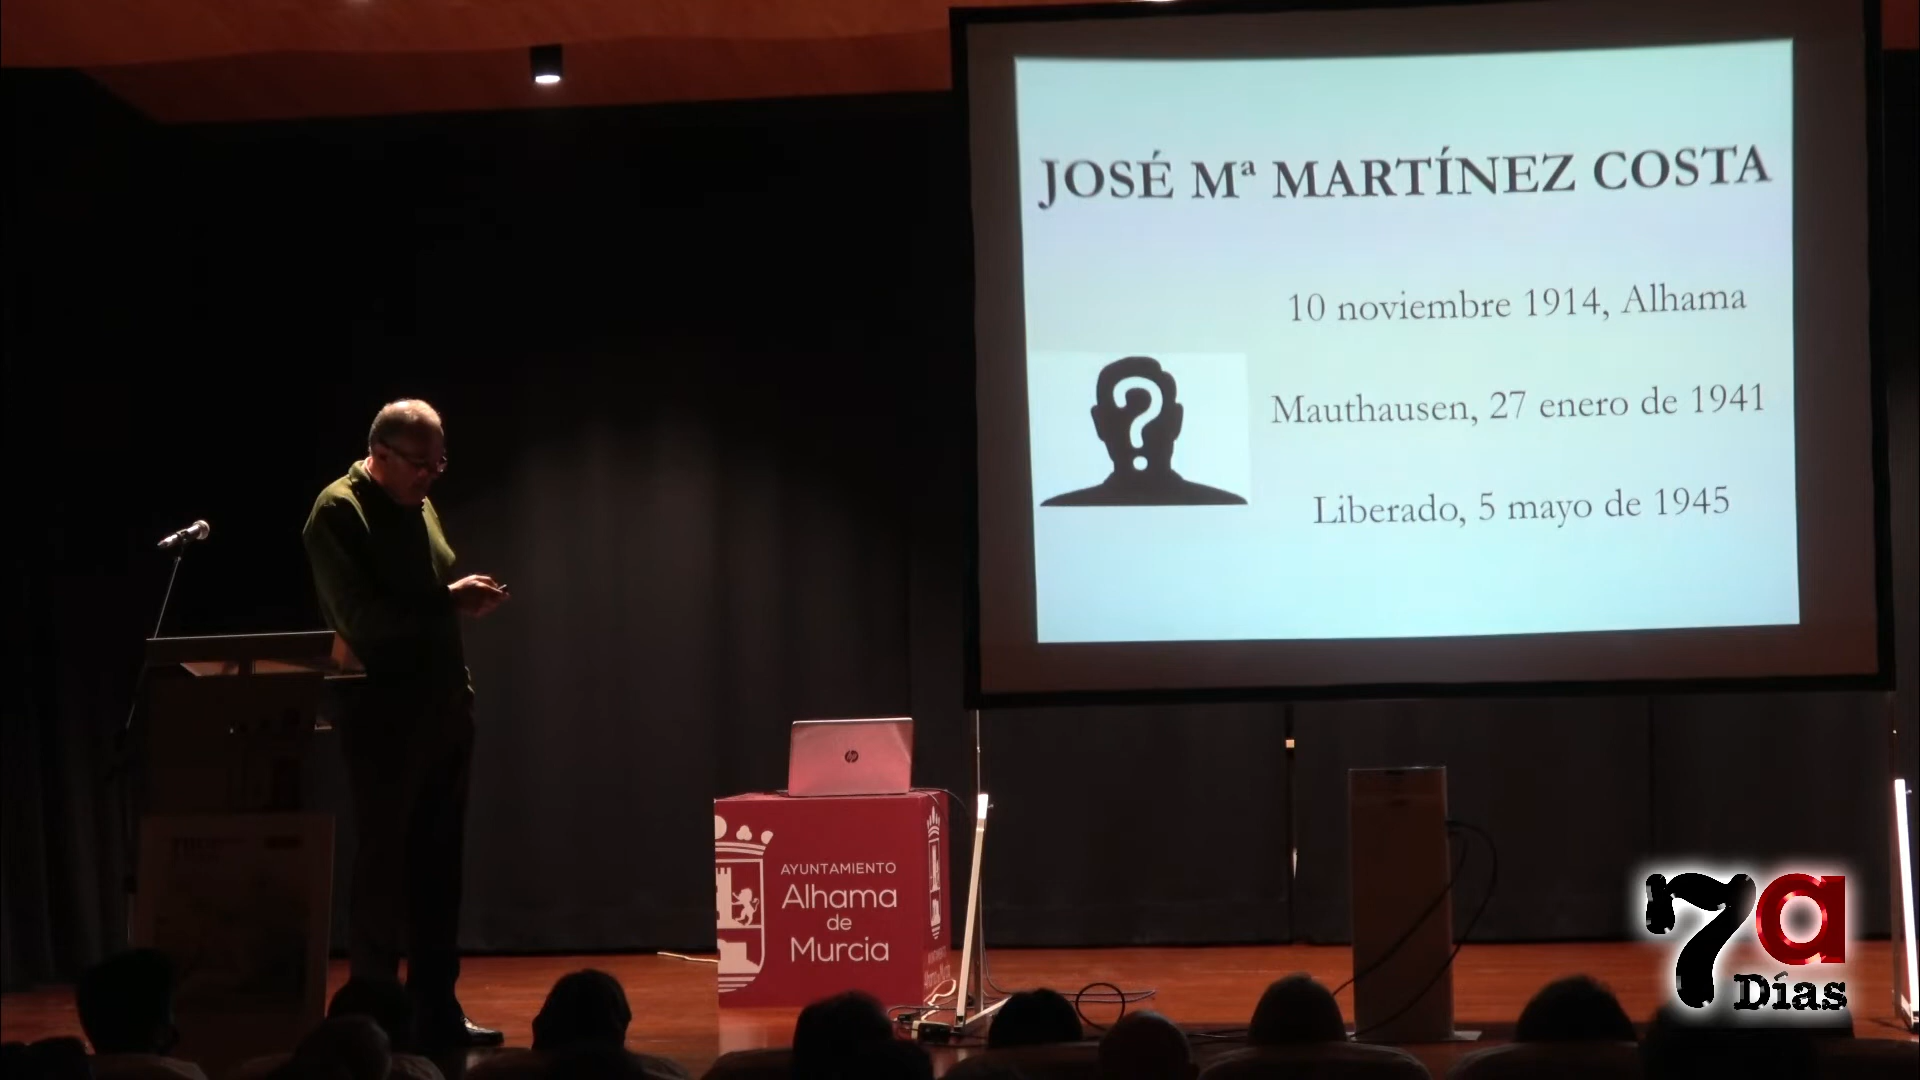 JOSÉ Mª MARTÍNEZ COSTA
10 noviembre 1914, Alhama
Mauthausen, 27 enero de 1941
Liberado, 5 mayo de 1945
hp
AYUNTAMIENTO
Alhama
de
Murcia
7a
Días